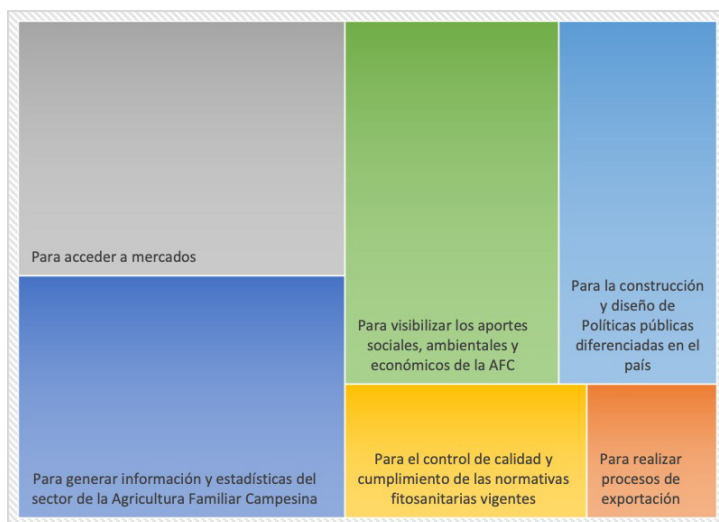 Para acceder a mercados
Para generar información y estadísticas del
sector de la Agricultura Familiar Campesina
Para visibilizar los aportes
sociales, ambientales y
económicos de la AFC
Para la construcción
y diseño de
Políticas públicas
diferenciadas en el
país
Para el control de calidad y
cumplimiento de las normativas
fitosanitarias vigentes
Para realizar
procesos de
exportación